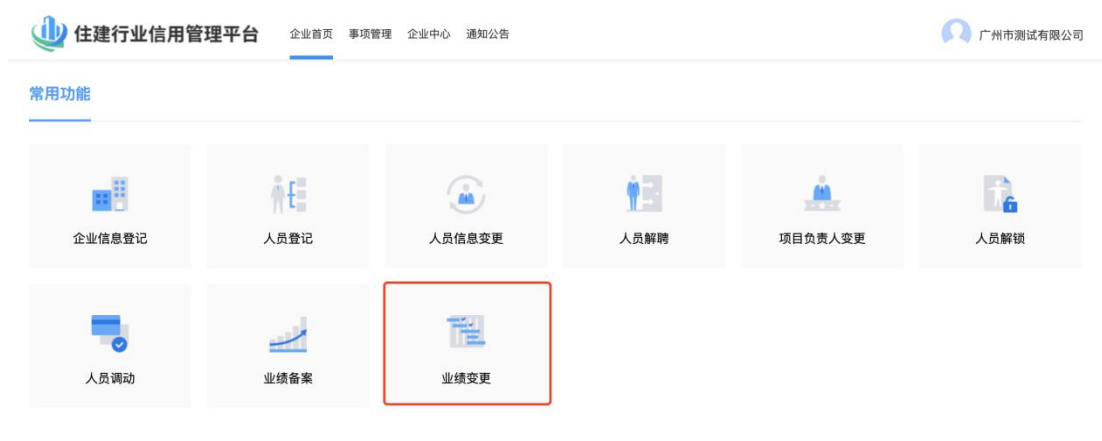 住建行业信用管理平台 企业首页 事项管理 企业中心 通知公告 广州市测试有限公司
常用功能
企业信息登记 人员登记 人员信息变更 人员解聘 项目负责人变更 人员解锁
人员调动 业绩备案 业绩变更